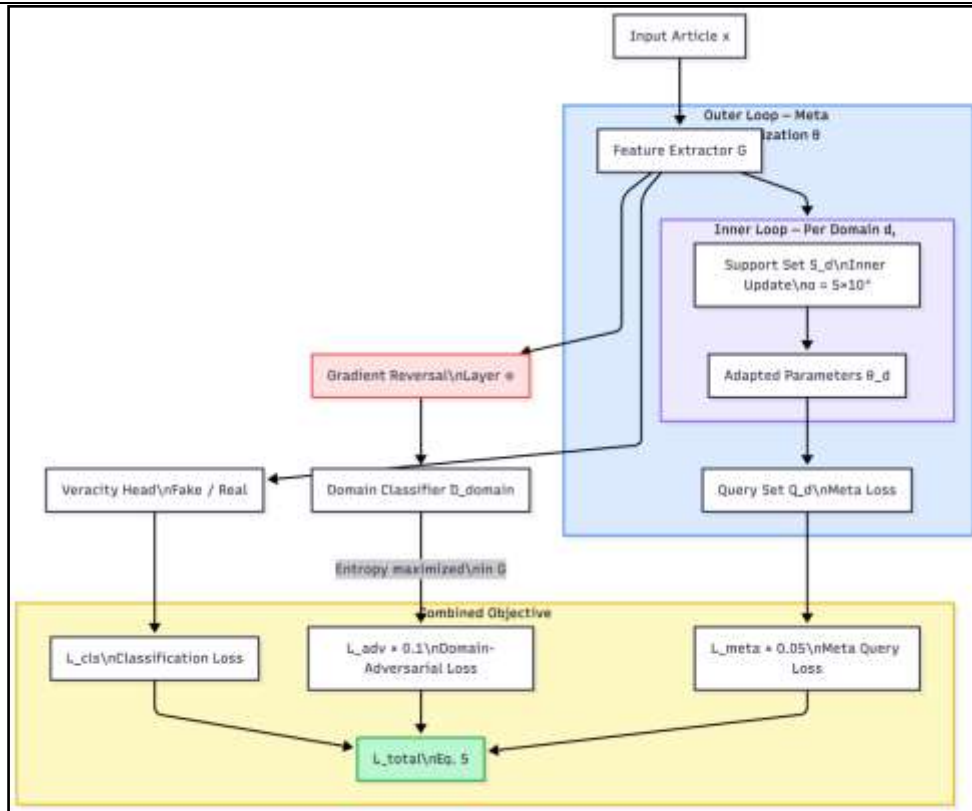 Input Article x
Outer Loop – Meta
ization θ
Feature Extractor G
Inner Loop – Per Domain d,
Support Set S_d\nInner
Update\nα = 5×10
Gradient Reversal\nLayer
Adapted Parameters θ_d
Veracity Head\nFake / Real
Domain Classifier D_domain
Query Set Q_d\nMeta Loss
Entropy maximized\nin G
Combined Objective
L_cls\nClassification Loss
L_adv × 0.1\nDomain-
Adversarial Loss
L_meta × 0.05\nMeta Query
Loss
L_total\nEq. 5